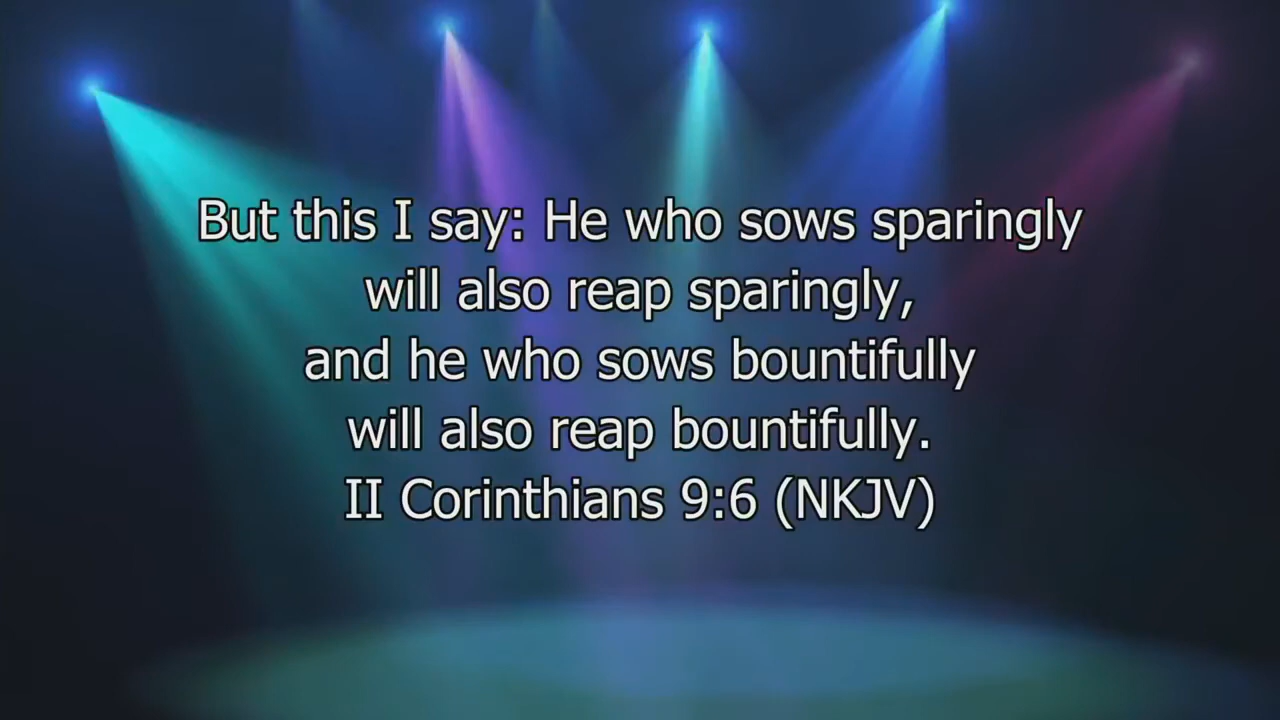 But this I say: He who sows sparingly
will also reap sparingly,
and he who sows bountifully
will also reap bountifully.
II Corinthians 9:6 (NKJV)